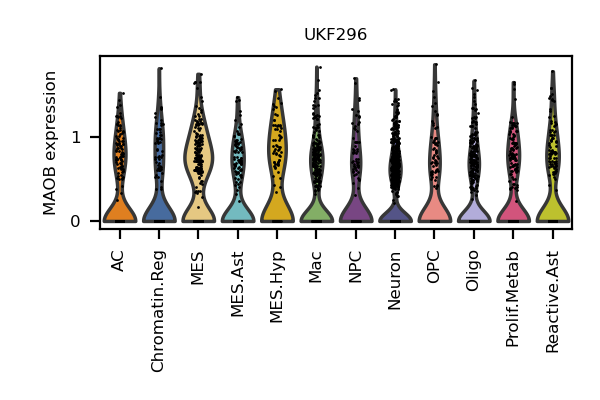 UKF296
MAOB expression
1
0
AC
Chromatin.Reg
MES
MES.Ast
MES.Hyp
Mac
NPC
Neuron
OPC
Oligo
Prolif.Metab
Reactive.Ast